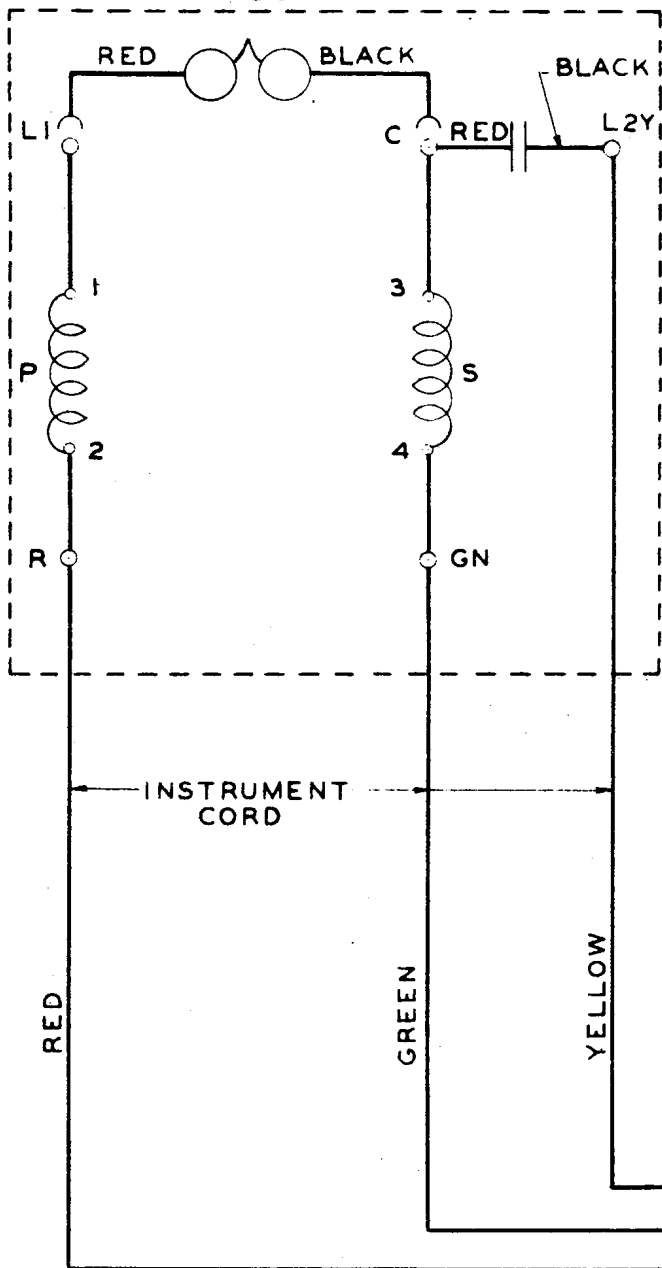 RED
BLACK
BLACK
L1
C
RED
L2Y
1
3
P
S
2
4
R
GN
INSTRUMENT
CORD
RED
GREEN
YELLOW